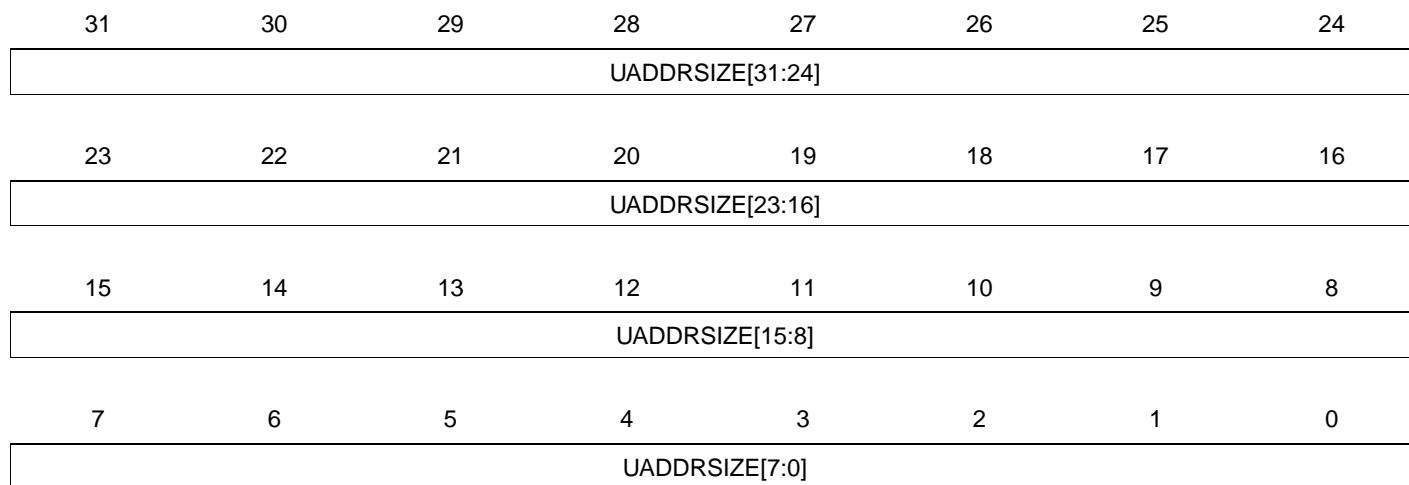 31 30 29 28 27 26 25 24
UADDRSIZE[31:24]
23 22 21 20 19 18 17 16
UADDRSIZE[23:16]
15 14 13 12 11 10 9 8
UADDRSIZE[15:8]
7 6 5 4 3 2 1 0
UADDRSIZE[7:0]